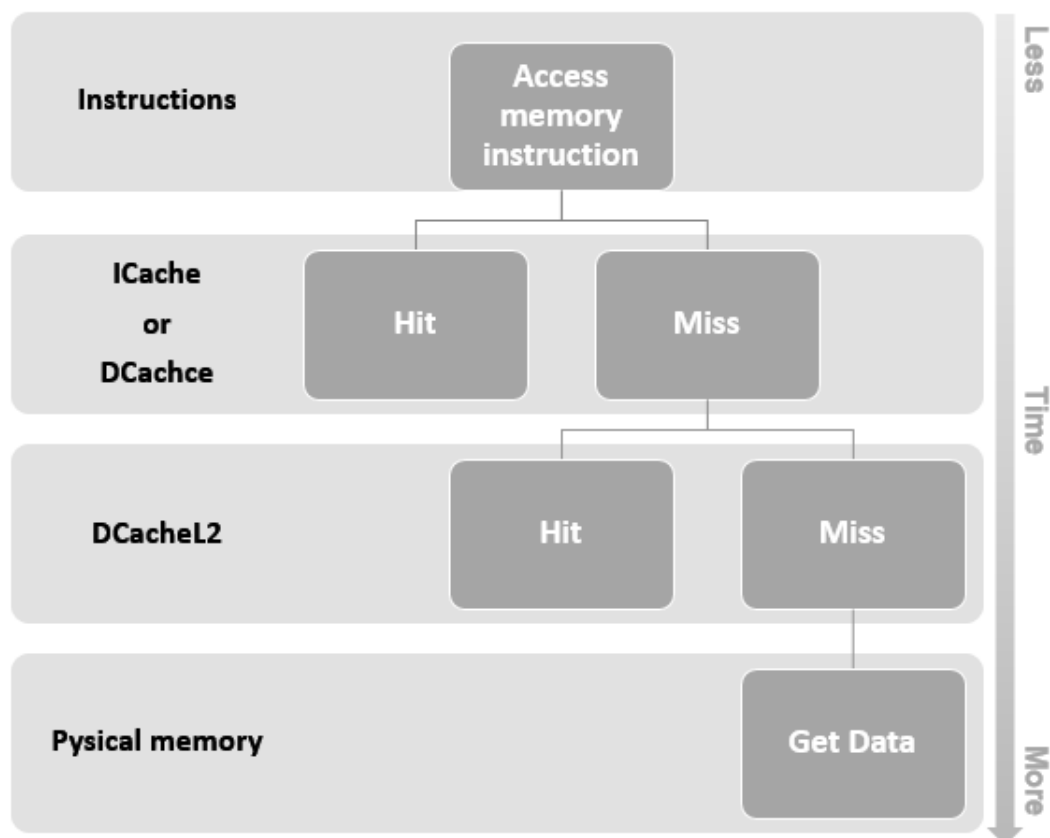 Instructions
Access
memory
instruction
Less
ICache
or
DCachce
Hit
Miss
Time
DCacheL2
Hit
Miss
Pysical memory
Get Data
More